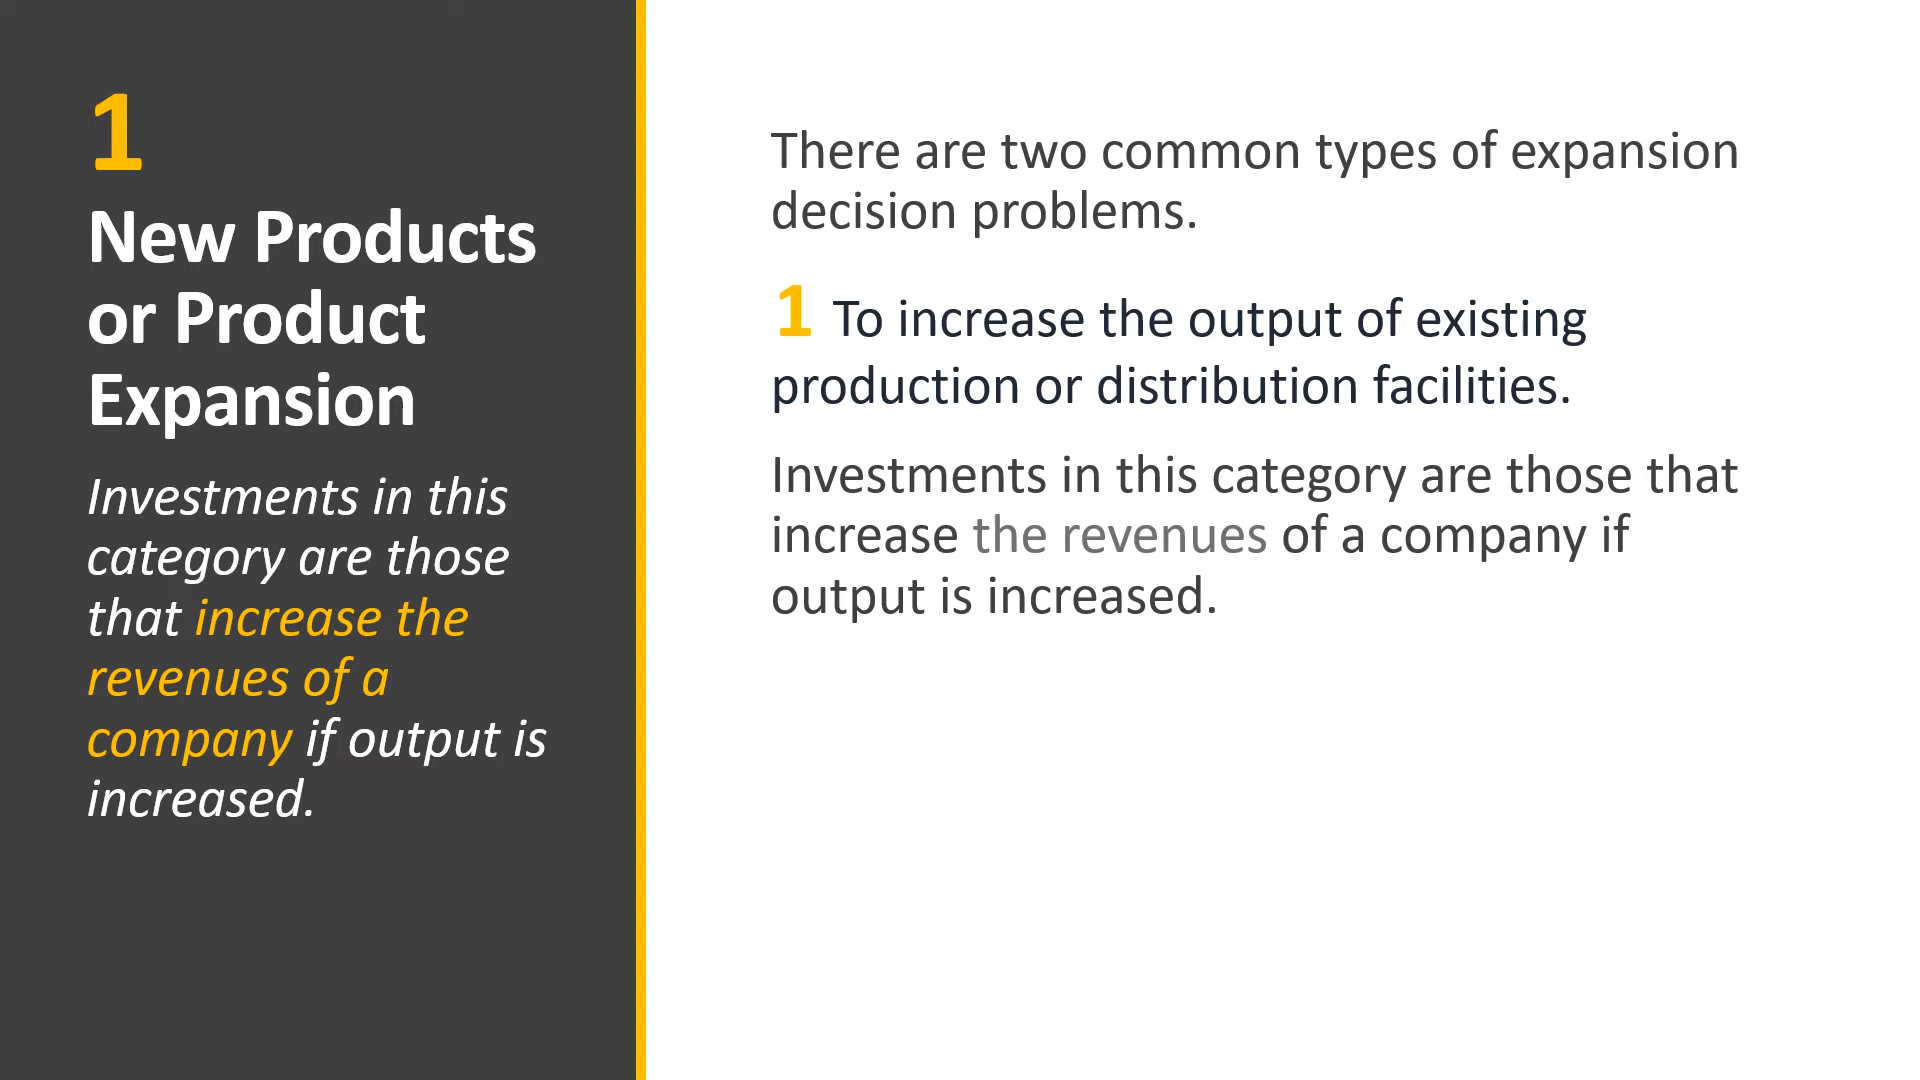 1
New Products
or Product
Expansion
Investments in this
category are those
that increase the
revenues of a
company if output is
increased.
There are two common types of expansion
decision problems.
1 To increase the output of existing
production or distribution facilities.
Investments in this category are those that
increase the revenues of a company if
output is increased.